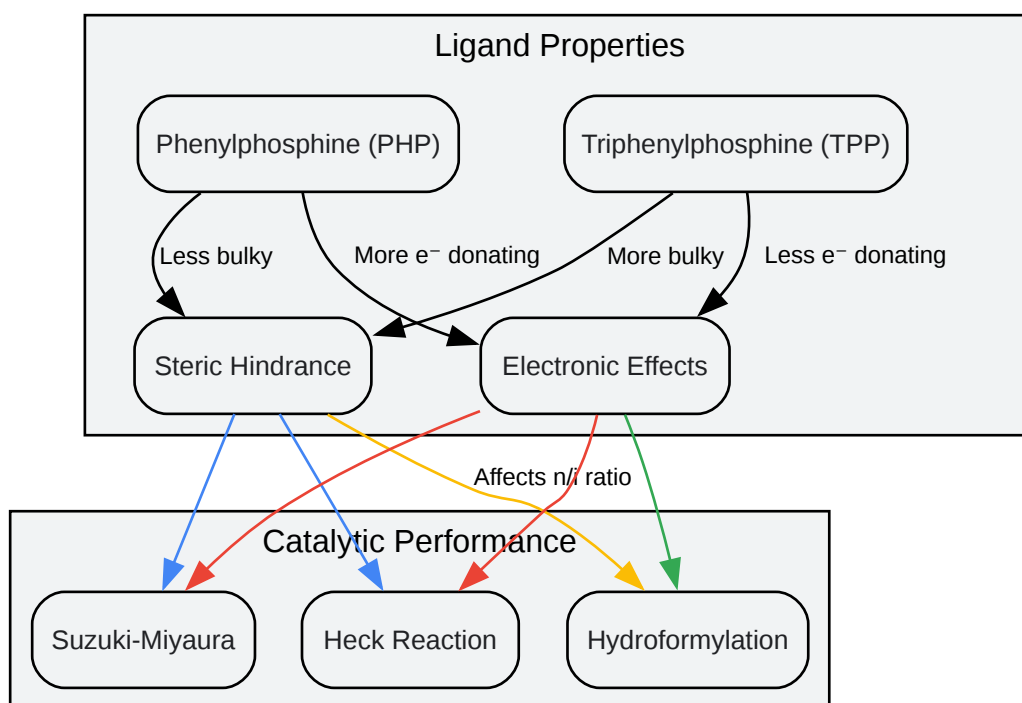 Ligand Properties
Phenylphosphine (PHP)
Triphenylphosphine (TPP)
Less bulky
More e⁻ donating
More bulky
Less e⁻ donating
Steric Hindrance
Electronic Effects
Affects n/i ratio
Catalytic Performance
Suzuki-Miyaura
Heck Reaction
Hydroformylation